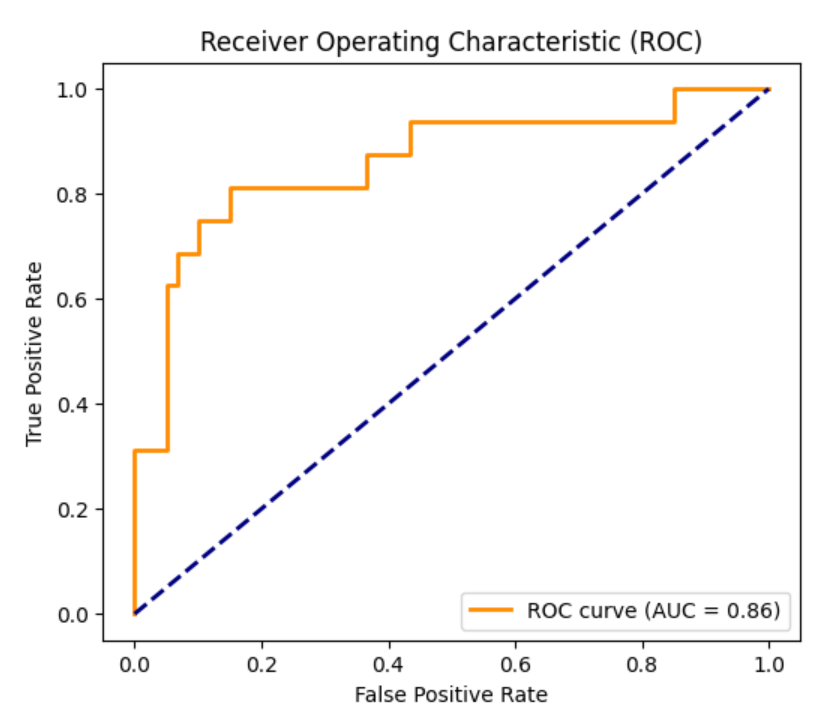 Receiver Operating Characteristic (ROC)
1.0
0.8
0.6
0.4
0.2
0.0
True Positive Rate
ROC curve (AUC = 0.86)
0.0 0.2 0.4 0.6 0.8 1.0
False Positive Rate